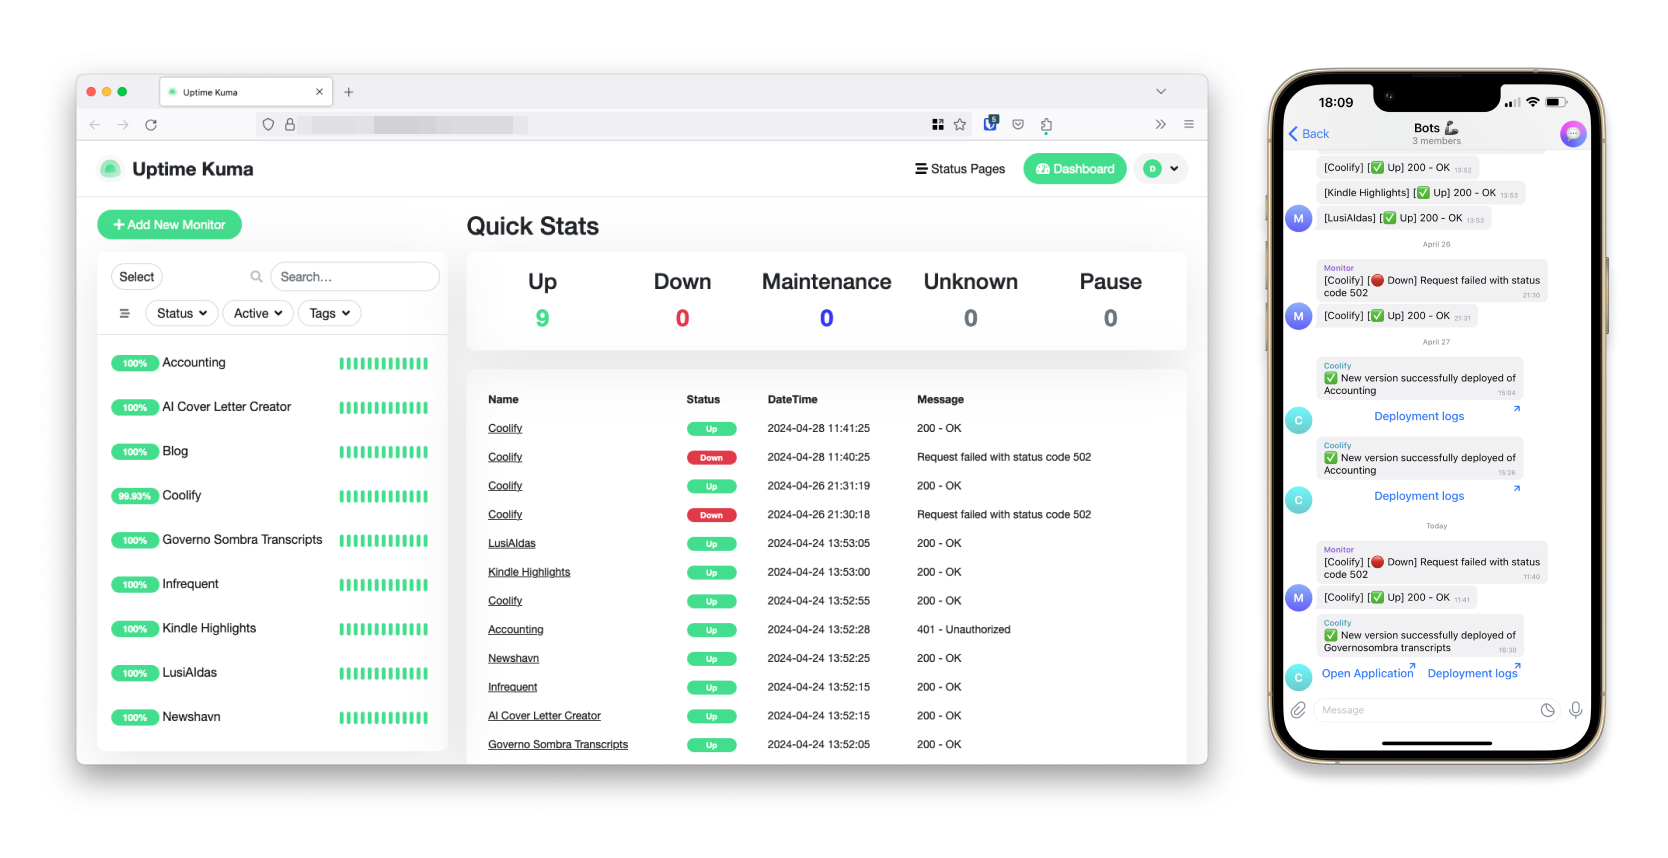 Uptime Kuma
5
Uptime Kuma
Status Pages
Dashboard
D
+ Add New Monitor
Select
Search...
Status
Active
Tags
100% Accounting
100% AI Cover Letter Creator
100% Blog
99.93% Coolify
100% Governo Sombra Transcripts
100% Infrequent
100% Kindle Highlights
100% LusiAldas
100% Newshavn
Quick Stats
Up Down Maintenance Unknown Pause
9 0 0 0 0
Name Status DateTime Message
Coolify Up 2024-04-28 11:41:25 200 - OK
Coolify Down 2024-04-28 11:40:25 Request failed with status code 502
Coolify Up 2024-04-26 21:31:19 200 - OK
Coolify Down 2024-04-26 21:30:18 Request failed with status code 502
LusiAldas Up 2024-04-24 13:53:05 200 - OK
Kindle Highlights Up 2024-04-24 13:53:00 200 - OK
Coolify Up 2024-04-24 13:52:55 200 - OK
Accounting Up 2024-04-24 13:52:28 401 - Unauthorized
Newshavn Up 2024-04-24 13:52:25 200 - OK
Infrequent Up 2024-04-24 13:52:15 200 - OK
AI Cover Letter Creator Up 2024-04-24 13:52:15 200 - OK
Governo Sombra Transcripts Up 2024-04-24 13:52:05 200 - OK
18:09
Back
Bots 🦾
3 members
[Coolify] [✅ Up] 200 - OK 13:52
[Kindle Highlights] [✅ Up] 200 - OK 13:53
M
[LusiAldas] [✅ Up] 200 - OK 13:53
April 26
Monitor
[Coolify] [🔴 Down] Request failed with status
code 502 21:30
M
[Coolify] [✅ Up] 200 - OK 21:31
April 27
Coolify
✅ New version successfully deployed of
Accounting 15:04
C
Deployment logs
Coolify
✅ New version successfully deployed of
Accounting 15:26
C
Deployment logs
Today
Monitor
[Coolify] [🔴 Down] Request failed with status
code 502 11:40
M
[Coolify] [✅ Up] 200 - OK 11:41
Coolify
✅ New version successfully deployed of
Governosombra transcripts 16:30
C
Open Application
Deployment logs
Message